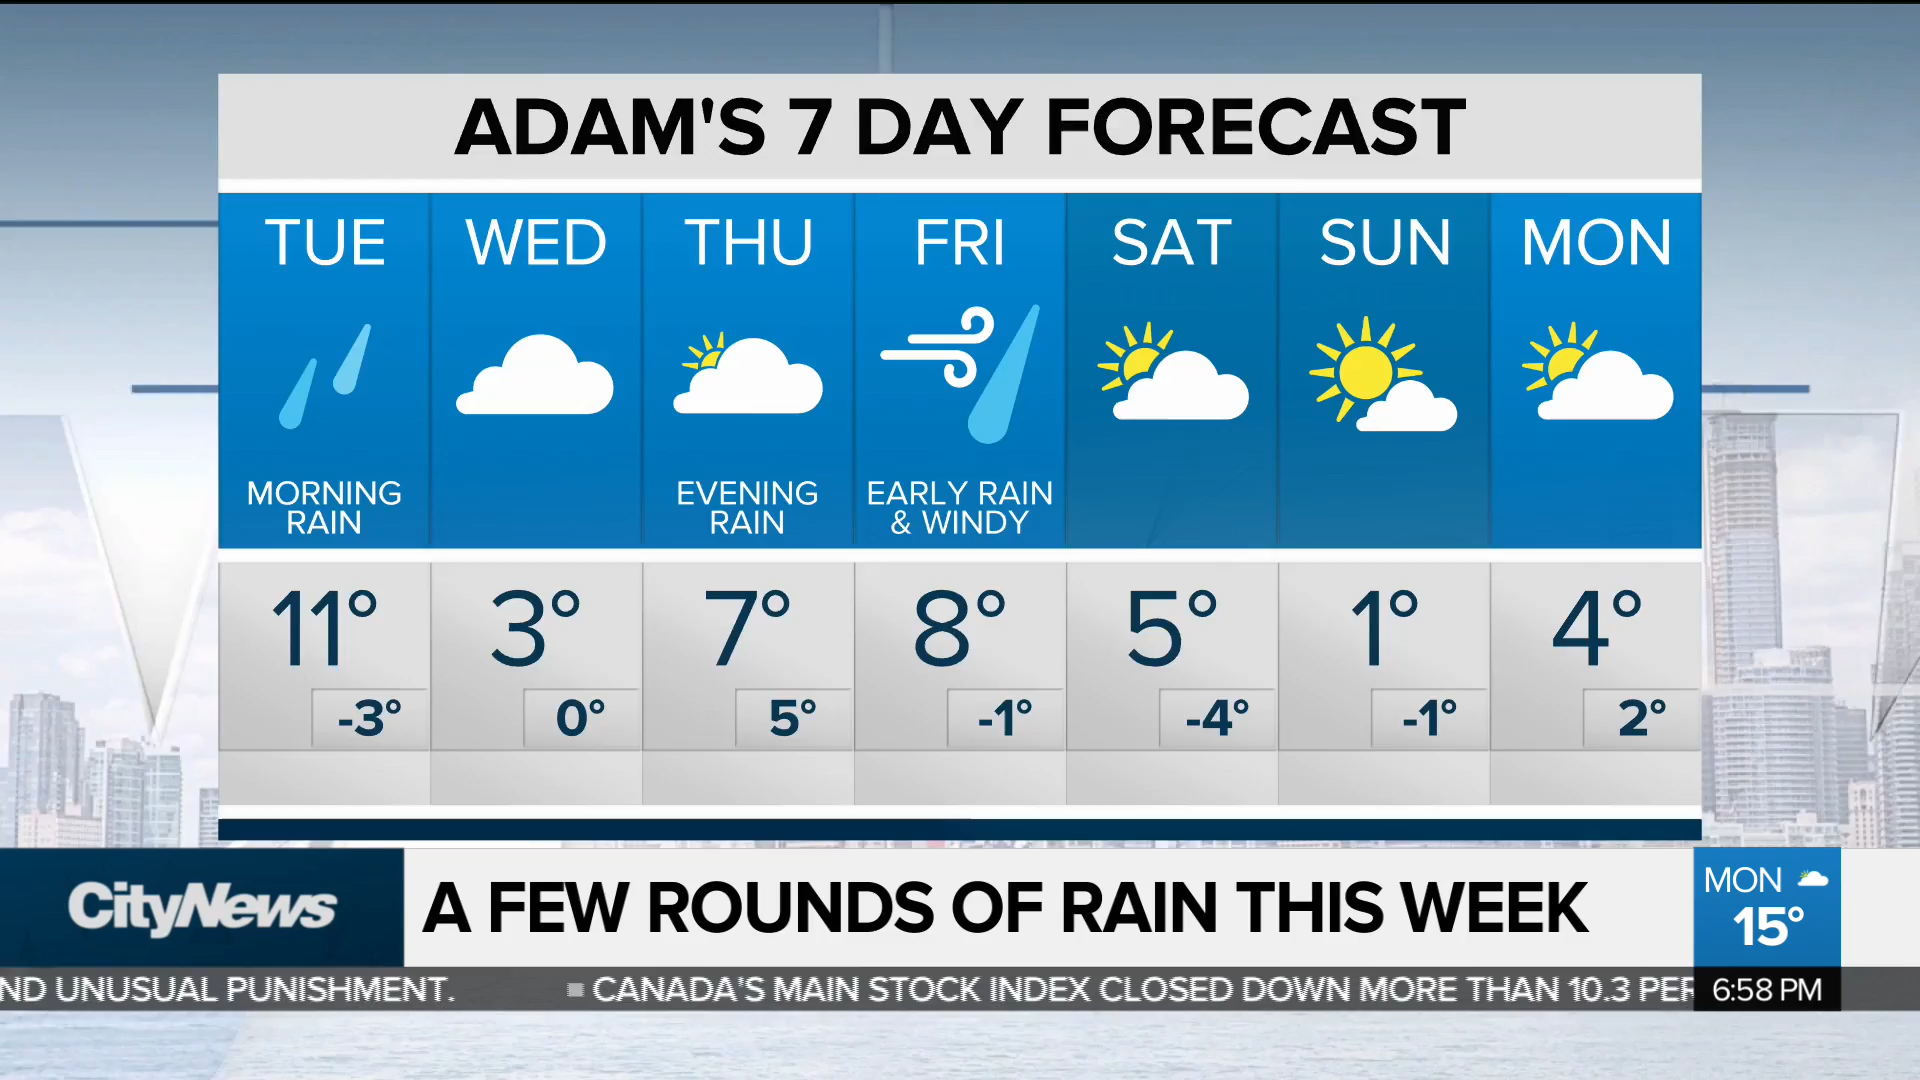 ADAM'S 7 DAY FORECAST
TUE WED THU FRI SAT SUN MON
MORNING RAIN
EVENING RAIN
EARLY RAIN & WINDY
11° 3° 7° 8° 5° 1° 4°
-3° 0° 5° -1° -4° -1° 2°
CityNews
A FEW ROUNDS OF RAIN THIS WEEK
MON
15°
ND UNUSUAL PUNISHMENT. CANADA'S MAIN STOCK INDEX CLOSED DOWN MORE THAN 10.3 PER
6:58 PM